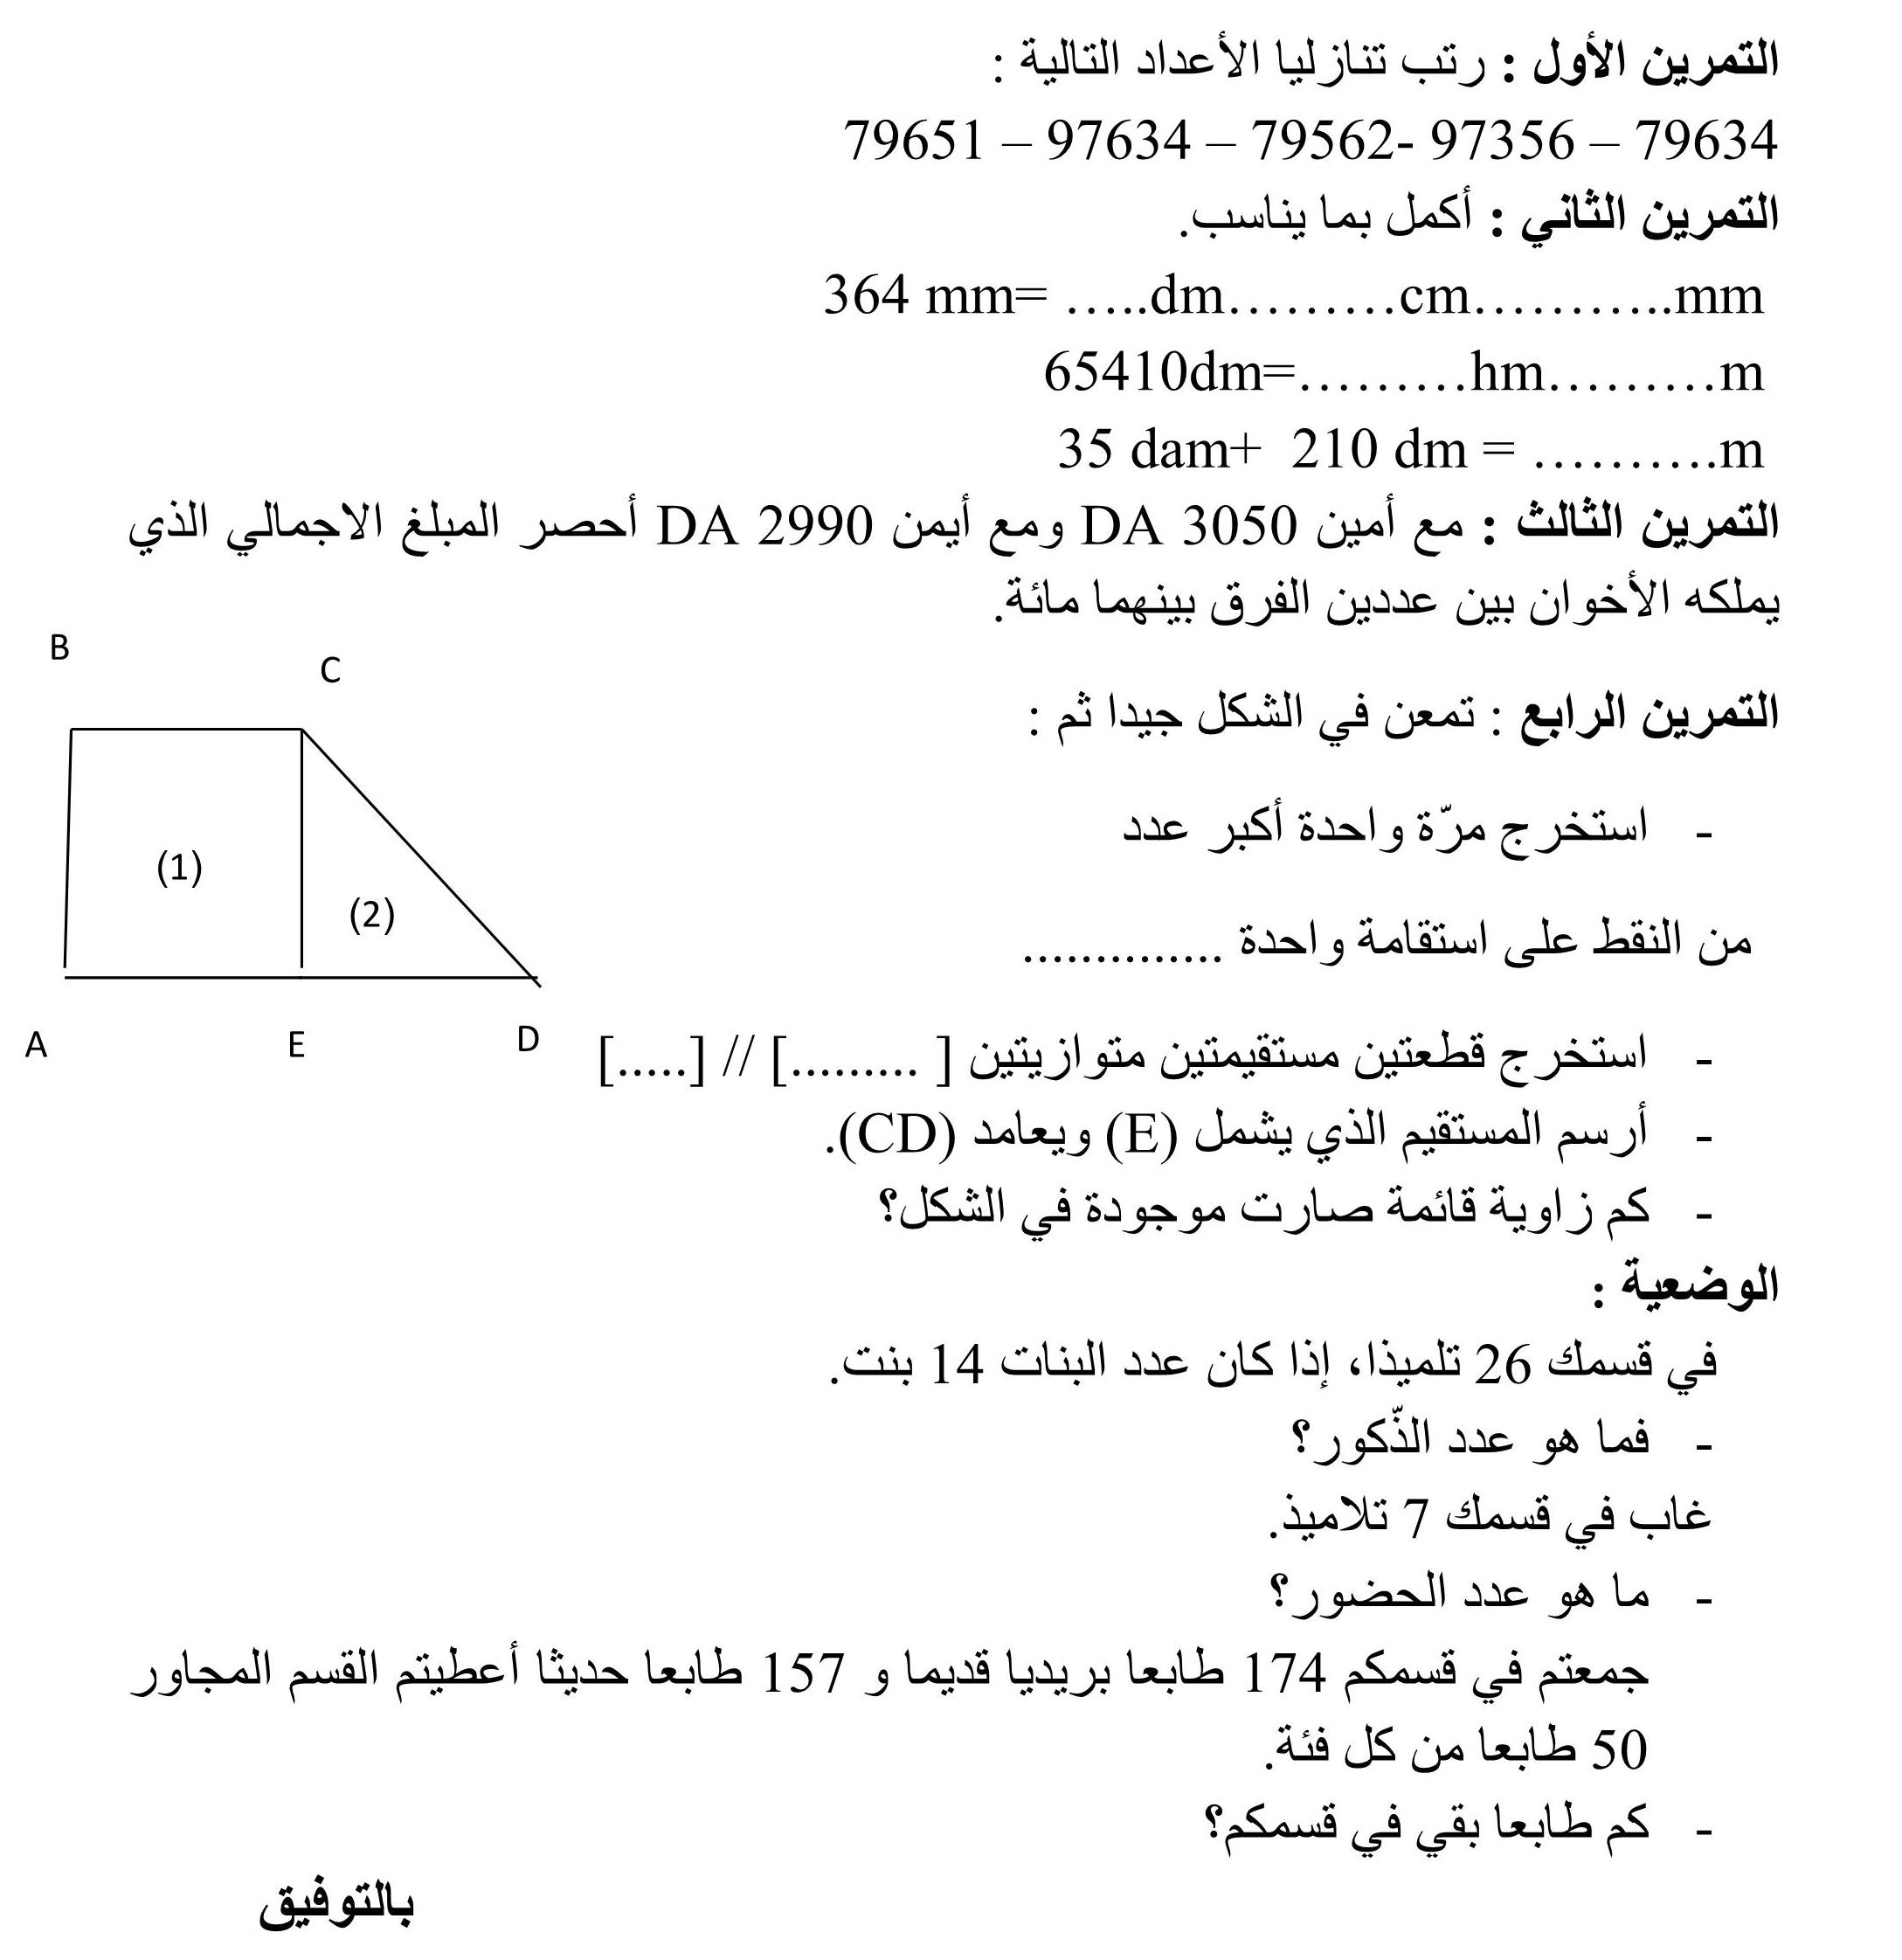 التمرين الأول : رتب تنازليا الأعداد التالية :
79651 – 97634 – 79562- 97356 – 79634
التمرين الثاني : أكمل بما يناسب.
364 mm= …..dm………cm………..mm
65410dm=………hm………m
35 dam+ 210 dm = ……….m
التمرين الثالث : مع أمين 3050 DA ومع أيمن 2990 DA أحصر المبلغ الاجمالي الذي
يملكه الأخوان بين عددين الفرق بينهما مائة.
B
C
التمرين الرابع : تمعن في الشكل جيدا ثم :
- استخرج مرّة واحدة أكبر عدد
(1)
(2)
من النقط على استقامة واحدة ..............
A E D
- استخرج قطعتين مستقيمتين متوازيتين [ .........] // [.....]
- أرسم المستقيم الذي يشمل (E) ويعامد (CD).
- كم زاوية قائمة صارت موجودة في الشكل؟
الوضعية :
في قسمك 26 تلميذا، إذا كان عدد البنات 14 بنت.
- فما هو عدد الذّكور؟
غاب في قسمك 7 تلاميذ.
- ما هو عدد الحضور؟
جمعتم في قسمكم 174 طابعا بريديا قديما و 157 طابعا حديثا أعطيتم القسم المجاور
50 طابعا من كل فئة.
- كم طابعا بقي في قسمكم؟
بالتوفيق